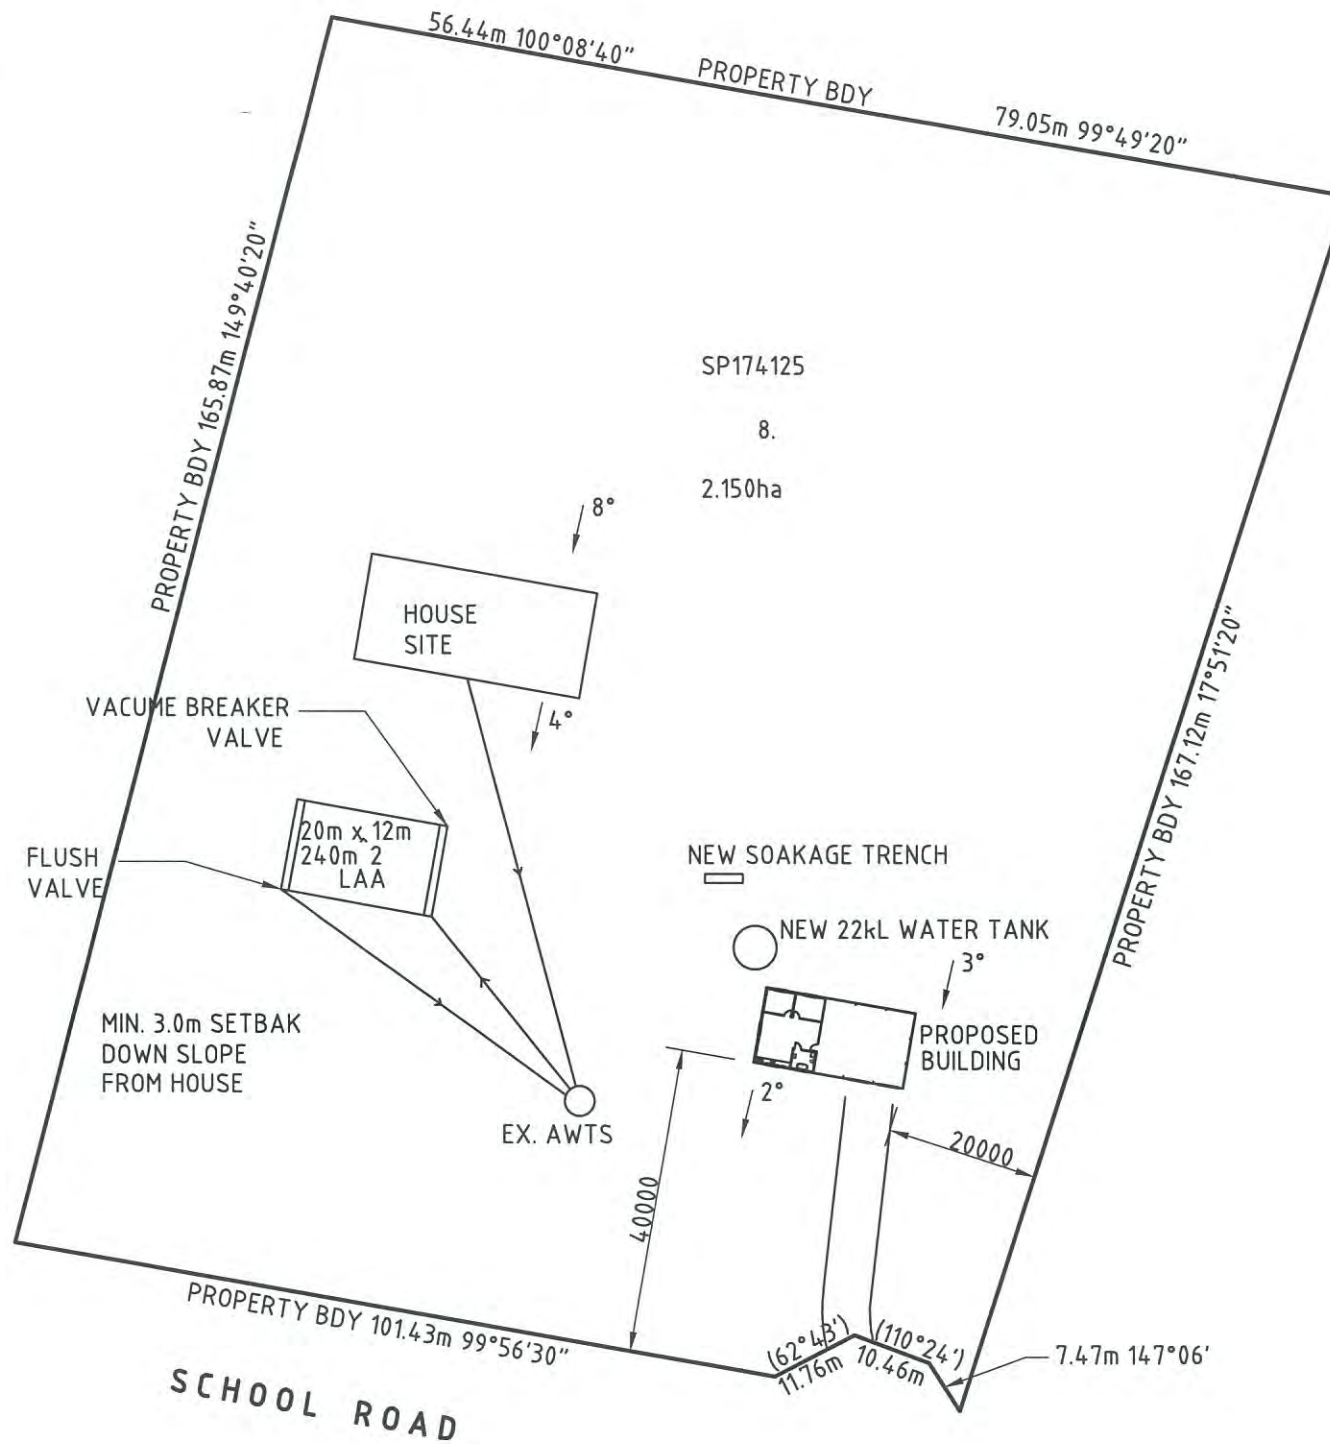 56.44m 100°08'40"
PROPERTY BDY
79.05m 99°49'20"
PROPERTY BDY 165.87m 149°40'20"
SP174125
8.
2.150ha
8°
HOUSE
SITE
4°
VACUME BREAKER
VALVE
20m x 12m
240m 2
LAA
FLUSH
VALVE
NEW SOAKAGE TRENCH
NEW 22kL WATER TANK
3°
PROPERTY BDY 167.12m 17°51'20"
PROPOSED
BUILDING
MIN. 3.0m SETBAK
DOWN SLOPE
FROM HOUSE
2°
EX. AWTS
20000
40000
PROPERTY BDY 101.43m 99°56'30"
(62°43')
11.76m
(110°24')
10.46m
7.47m 147°06'
SCHOOL ROAD